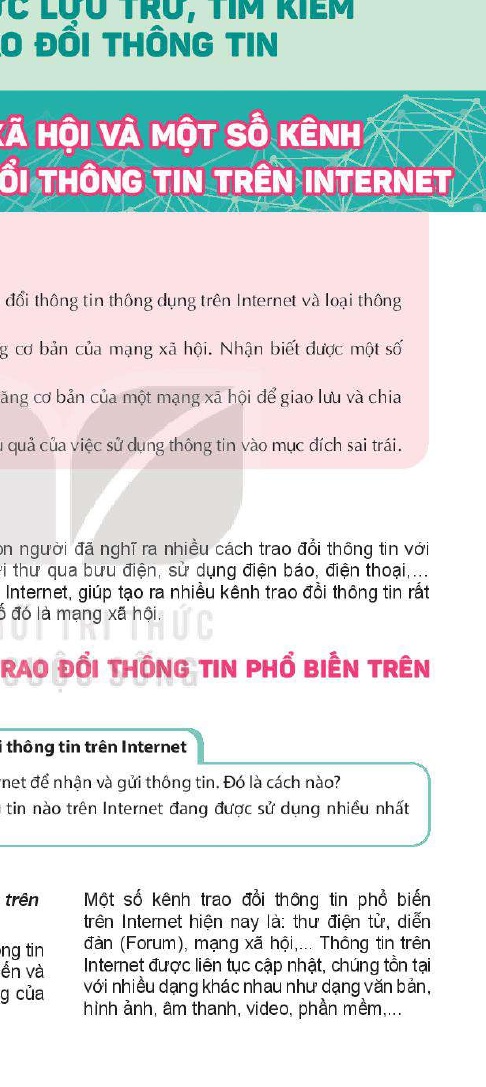 ỨC LƯU TRỮ, TÌM KIẾM
O ĐỔI THÔNG TIN
XÃ HỘI VÀ MỘT SỐ KÊNH
ỔI THÔNG TIN TRÊN INTERNET
đổi thông tin thông dụng trên Internet và loại thông
g cơ bản của mạng xã hội. Nhận biết được một số
ăng cơ bản của một mạng xã hội để giao lưu và chia
quả của việc sử dụng thông tin vào mục đích sai trái.
on người đã nghĩ ra nhiều cách trao đổi thông tin với
i thư qua bưu điện, sử dụng điện báo, điện thoại,...
Internet, giúp tạo ra nhiều kênh trao đổi thông tin rất
ố đó là mạng xã hội.
NỐI TRI THỨC
CUỘC SỐNG
RAO ĐỔI THÔNG TIN PHỔ BIẾN TRÊN
i thông tin trên Internet
rnet để nhận và gửi thông tin. Đó là cách nào?
tin nào trên Internet đang được sử dụng nhiều nhất
trên
ông tin
ến và
g của
Một số kênh trao đổi thông tin phổ biến
trên Internet hiện nay là: thư điện tử, diễn
đàn (Forum), mạng xã hội,... Thông tin trên
Internet được liên tục cập nhật, chúng tồn tại
với nhiều dạng khác nhau như dạng văn bản,
hình ảnh, âm thanh, video, phần mềm,...